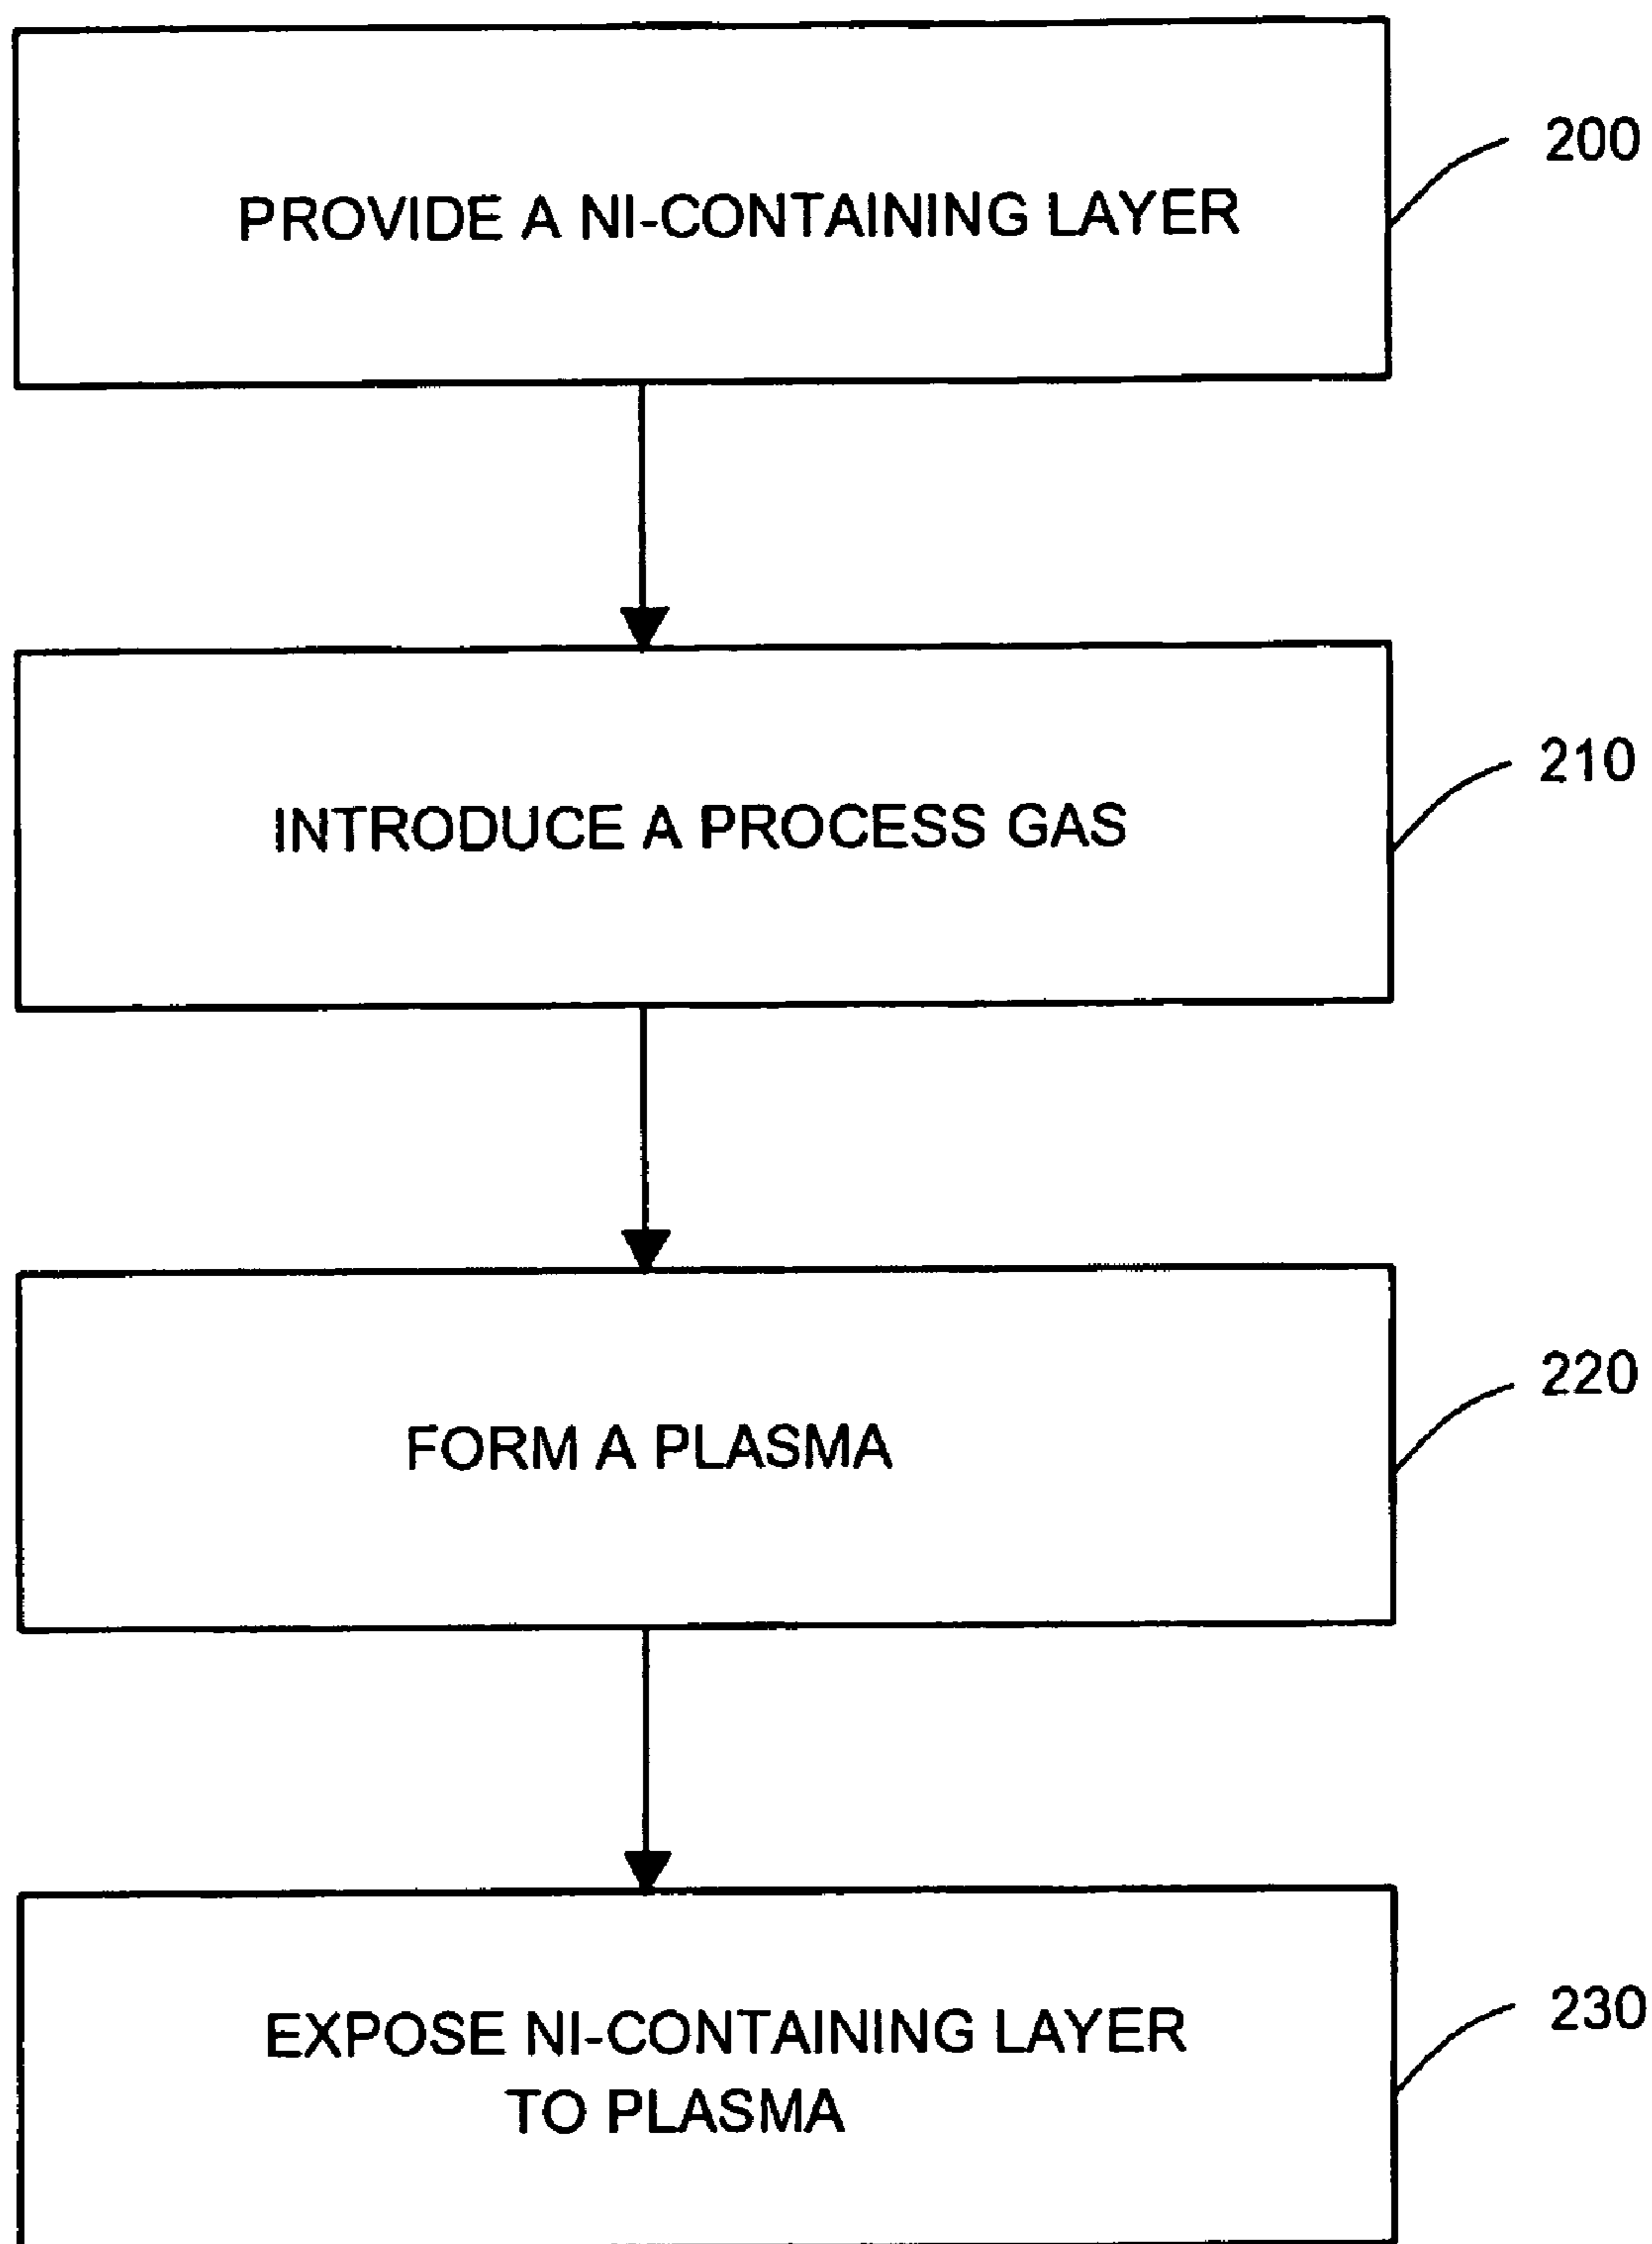 PROVIDE A NI-CONTAINING LAYER
200
INTRODUCE A PROCESS GAS
210
FORM A PLASMA
220
EXPOSE NI-CONTAINING LAYER
TO PLASMA
230